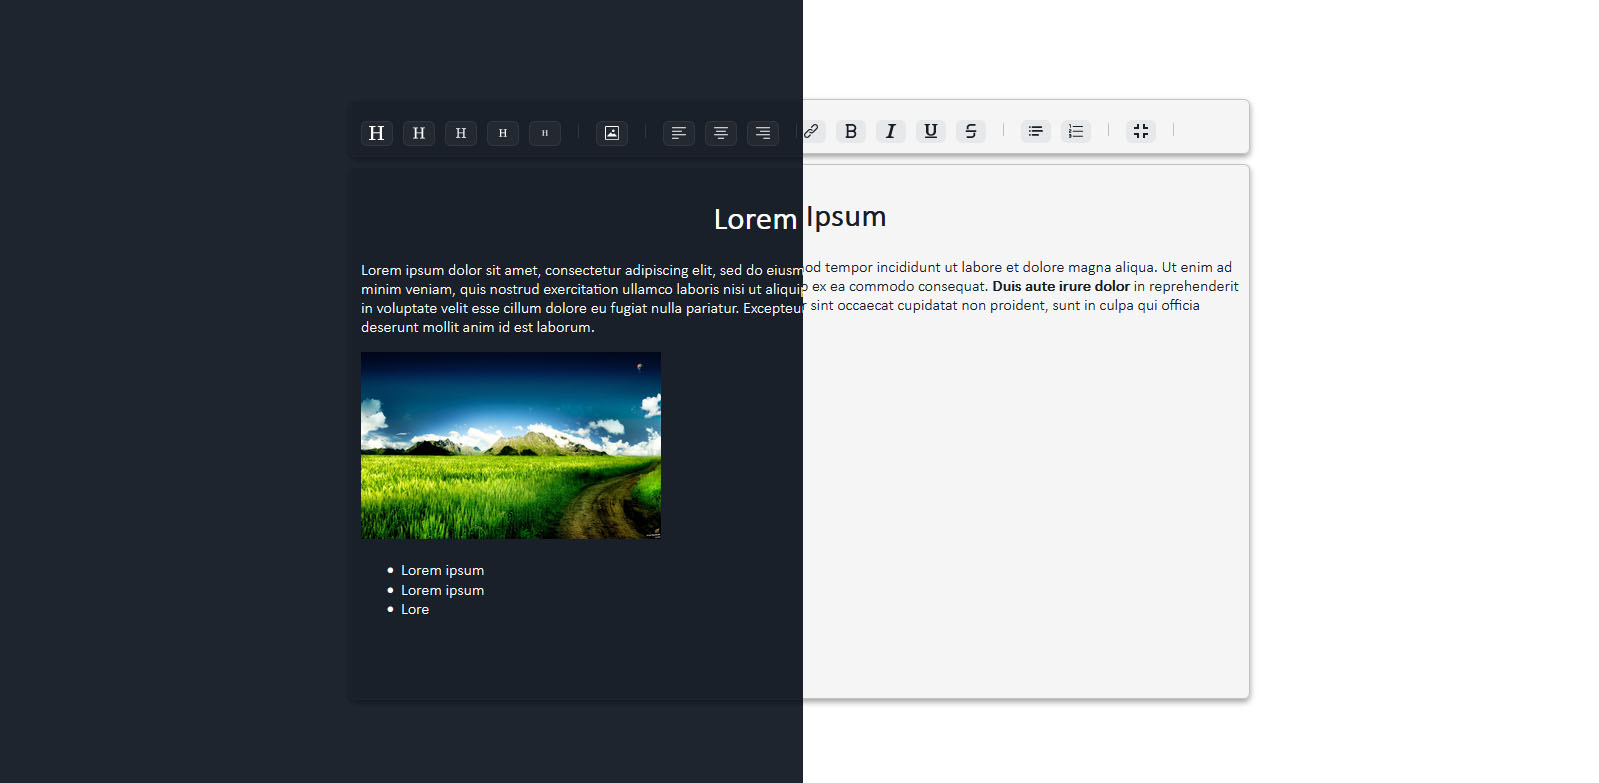 H H H H H B I U S
Lorem Ipsum
Lorem ipsum dolor sit amet, consectetur adipiscing elit, sed do eiusmod tempor incididunt ut labore et dolore magna aliqua. Ut enim ad
minim veniam, quis nostrud exercitation ullamco laboris nisi ut aliquip ex ea commodo consequat. Duis aute irure dolor in reprehenderit
in voluptate velit esse cillum dolore eu fugiat nulla pariatur. Excepteur sint occaecat cupidatat non proident, sunt in culpa qui officia
deserunt mollit anim id est laborum.
Lorem ipsum
Lorem ipsum
Lore